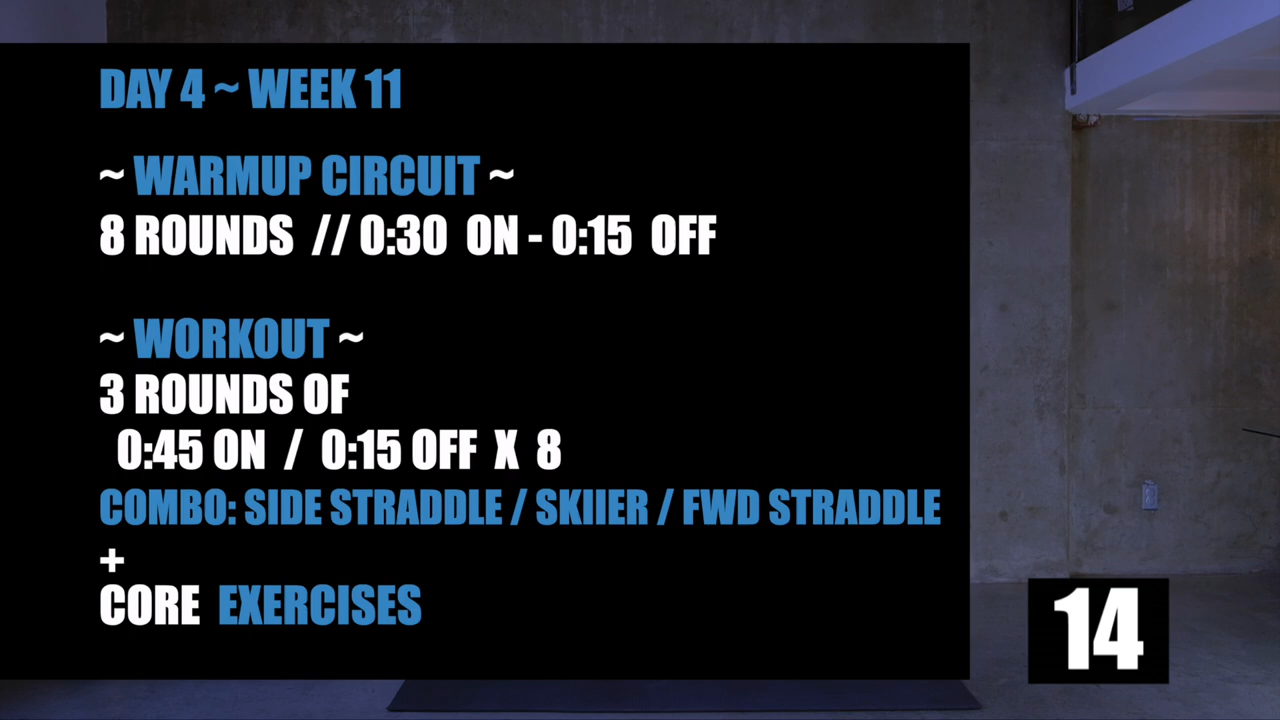 DAY 4 ~ WEEK 11
~ WARMUP CIRCUIT ~
8 ROUNDS // 0:30 ON - 0:15 OFF
~ WORKOUT ~
3 ROUNDS OF
0:45 ON / 0:15 OFF X 8
COMBO: SIDE STRADDLE / SKIIER / FWD STRADDLE
+
CORE EXERCISES
14